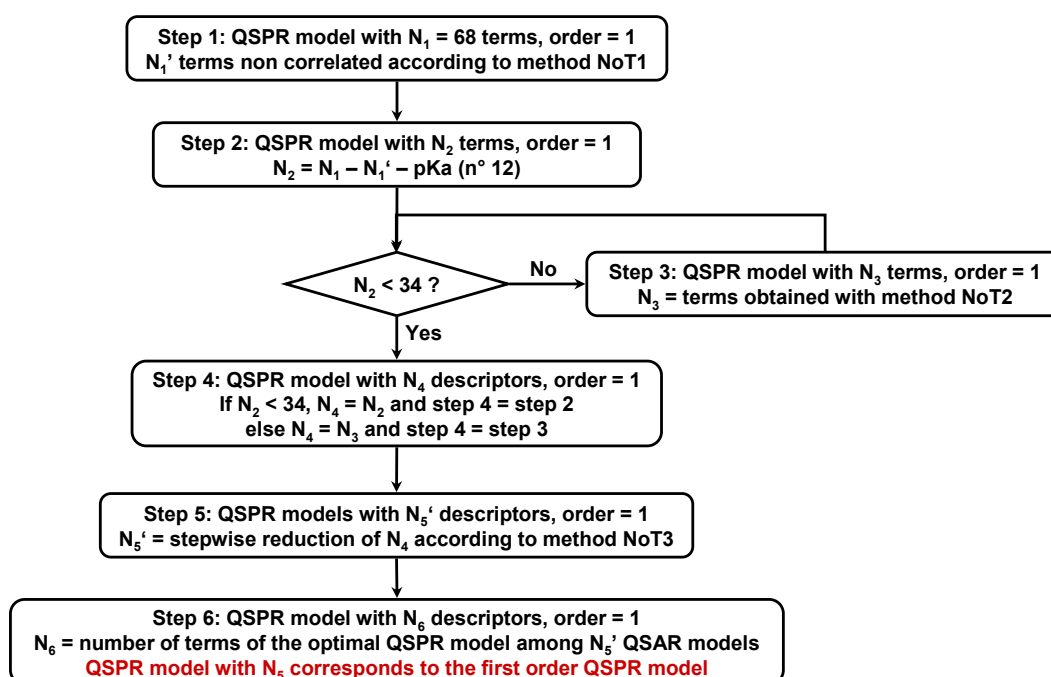 Step 1: QSPR model with N₁ = 68 terms, order = 1
N₁’ terms non correlated according to method NoT1
Step 2: QSPR model with N₂ terms, order = 1
N₂ = N₁ – N₁‘ – pKa (n° 12)
N₂ < 34 ?
No
Step 3: QSPR model with N₃ terms, order = 1
N₃ = terms obtained with method NoT2
Yes
Step 4: QSPR model with N₄ descriptors, order = 1
If N₂ < 34, N₄ = N₂ and step 4 = step 2
else N₄ = N₃ and step 4 = step 3
Step 5: QSPR models with N₅‘ descriptors, order = 1
N₅‘ = stepwise reduction of N₄ according to method NoT3
Step 6: QSPR model with N₆ descriptors, order = 1
N₆ = number of terms of the optimal QSPR model among N₅’ QSAR models
QSPR model with N₅ corresponds to the first order QSPR model